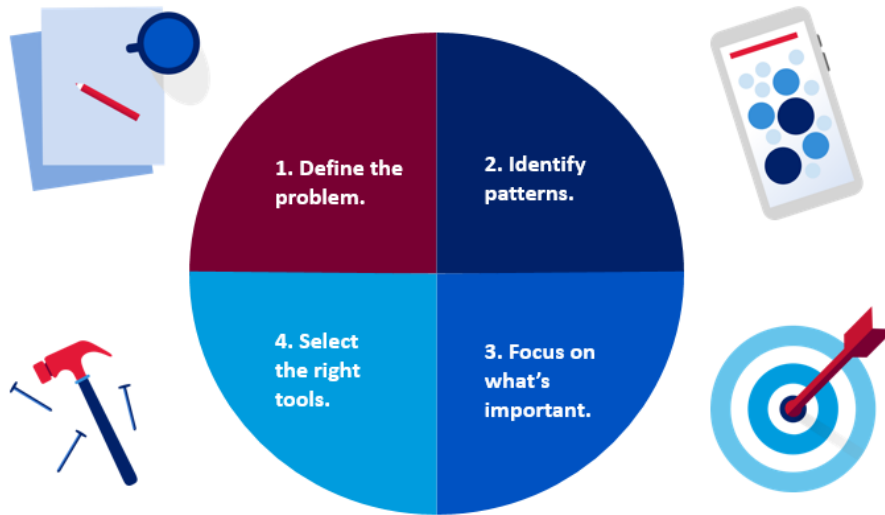 1. Define the
problem.
2. Identify
patterns.
3. Focus on
what's
important.
4. Select
the right
tools.